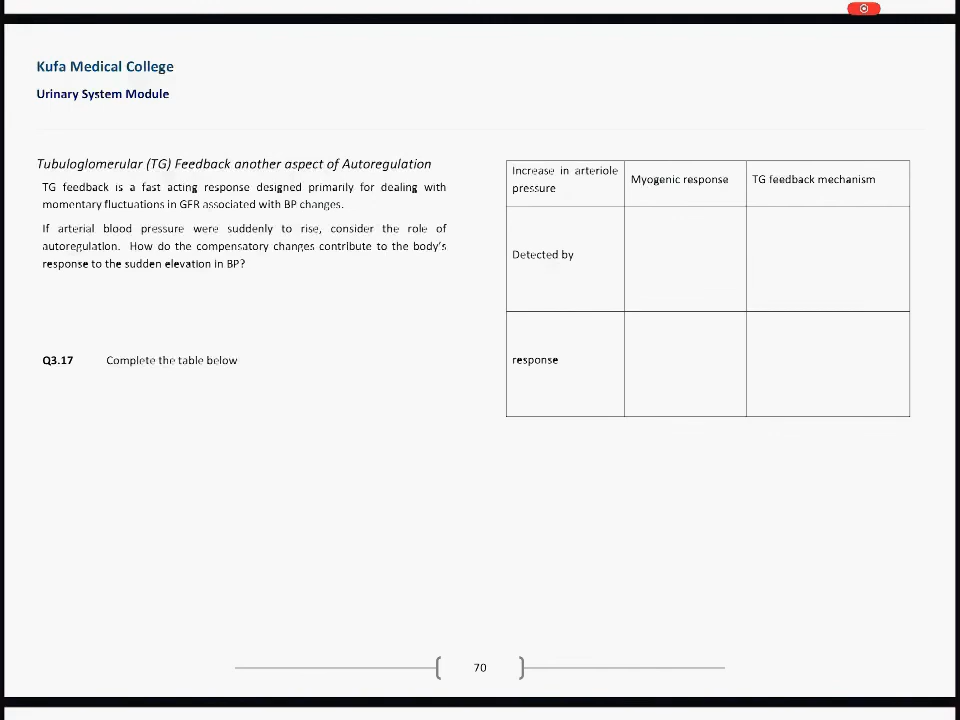 Kufa Medical College
Urinary System Module
Tubuloglomerular (TG) Feedback another aspect of Autoregulation
TG feedback is a fast acting response designed primarily for dealing with
momentary fluctuations in GFR associated with BP changes.
If arterial blood pressure were suddenly to rise, consider the role of
autoregulation. How do the compensatory changes contribute to the body's
response to the sudden elevation in BP?
Q3.17 Complete the table below
Increase in arteriole
pressure
Myogenic response
TG feedback mechanism
Detected by
response
70